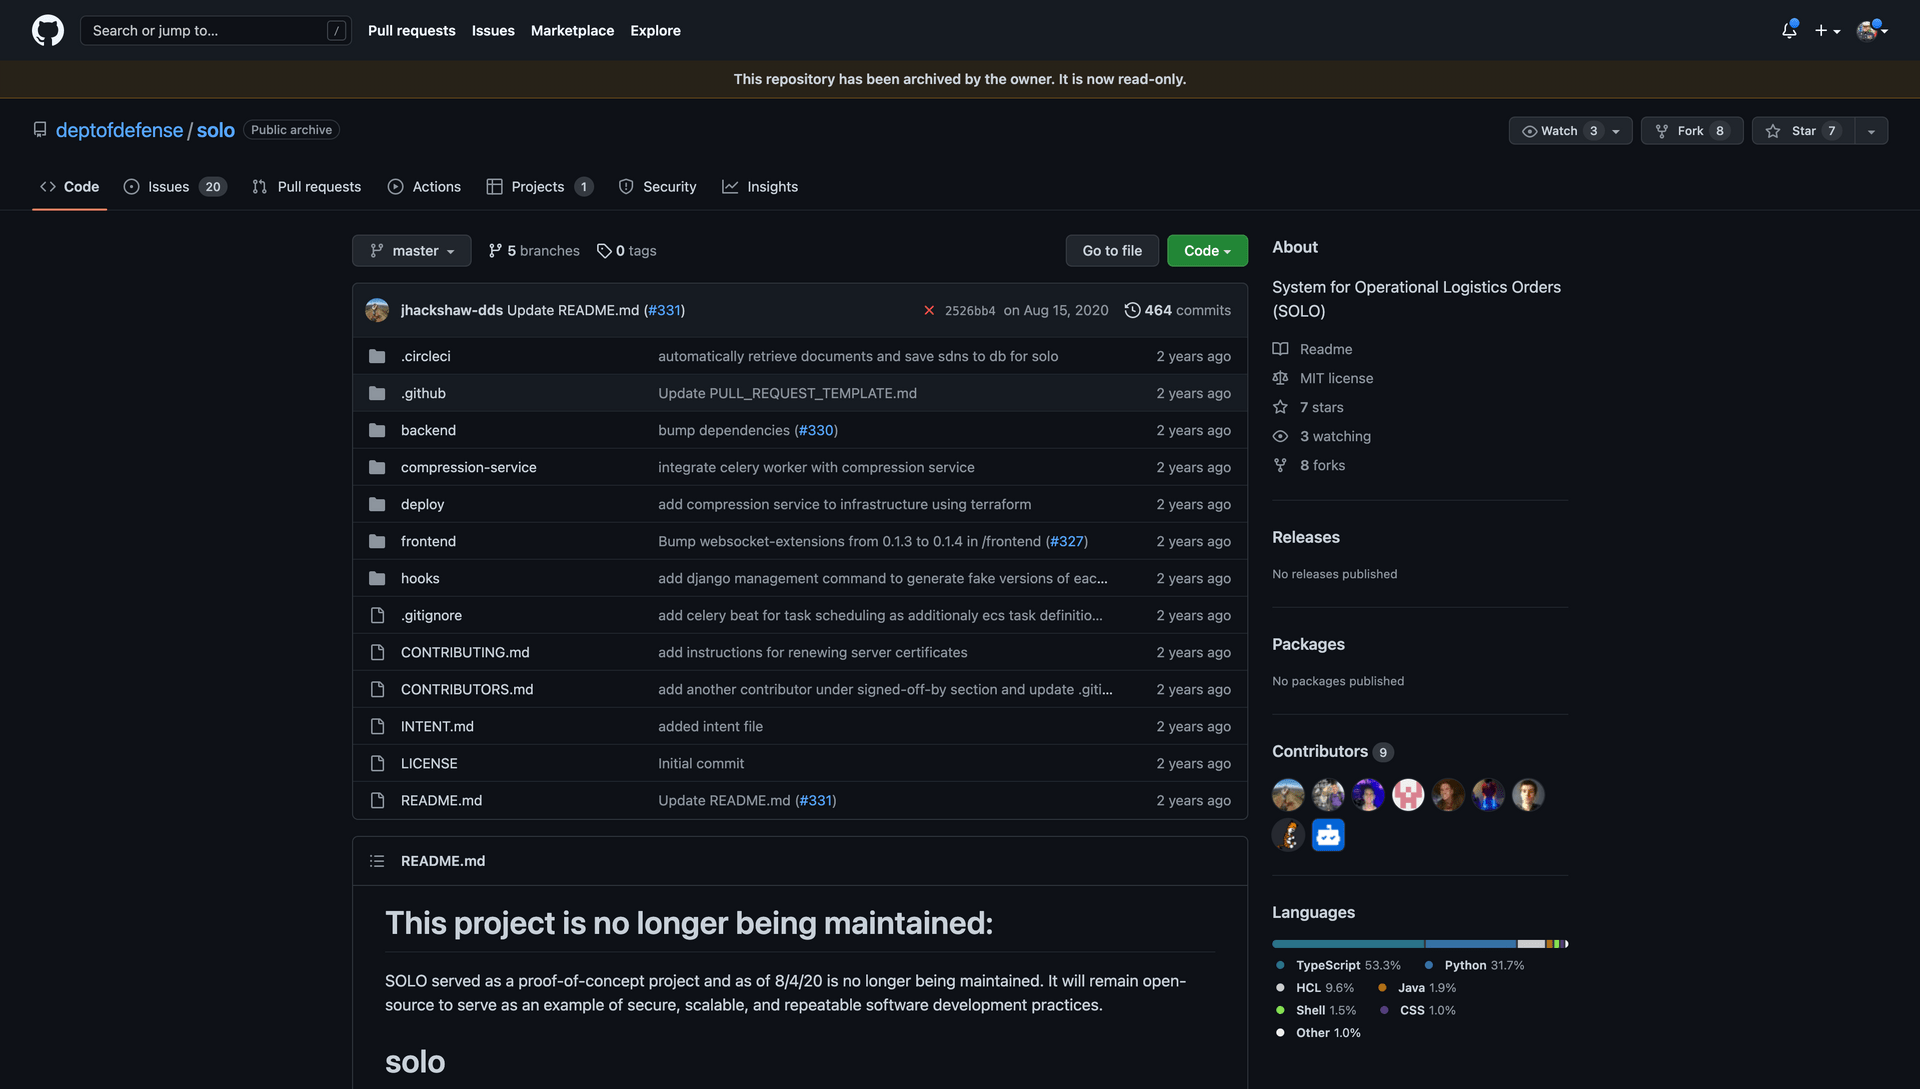 Search or jump to... /
Pull requests Issues Marketplace Explore
This repository has been archived by the owner. It is now read-only.
deptofdefense / solo Public archive
Watch 3 Fork 8 Star 7
Code Issues 20 Pull requests Actions Projects 1 Security Insights
master 5 branches 0 tags Go to file Code
jhackshaw-dds Update README.md (#331) 2526bb4 on Aug 15, 2020 464 commits
.circleci automatically retrieve documents and save sdns to db for solo 2 years ago
.github Update PULL_REQUEST_TEMPLATE.md 2 years ago
backend bump dependencies (#330) 2 years ago
compression-service integrate celery worker with compression service 2 years ago
deploy add compression service to infrastructure using terraform 2 years ago
frontend Bump websocket-extensions from 0.1.3 to 0.1.4 in /frontend (#327) 2 years ago
hooks add django management command to generate fake versions of eac... 2 years ago
.gitignore add celery beat for task scheduling as additionaly ecs task definitio... 2 years ago
CONTRIBUTING.md add instructions for renewing server certificates 2 years ago
CONTRIBUTORS.md add another contributor under signed-off-by section and update .giti... 2 years ago
INTENT.md added intent file 2 years ago
LICENSE Initial commit 2 years ago
README.md Update README.md (#331) 2 years ago
README.md
This project is no longer being maintained:
SOLO served as a proof-of-concept project and as of 8/4/20 is no longer being maintained. It will remain open-
source to serve as an example of secure, scalable, and repeatable software development practices.
solo
About
System for Operational Logistics Orders
(SOLO)
Readme
MIT license
7 stars
3 watching
8 forks
Releases
No releases published
Packages
No packages published
Contributors 9
Languages
TypeScript 53.3% Python 31.7%
HCL 9.6% Java 1.9%
Shell 1.5% CSS 1.0%
Other 1.0%